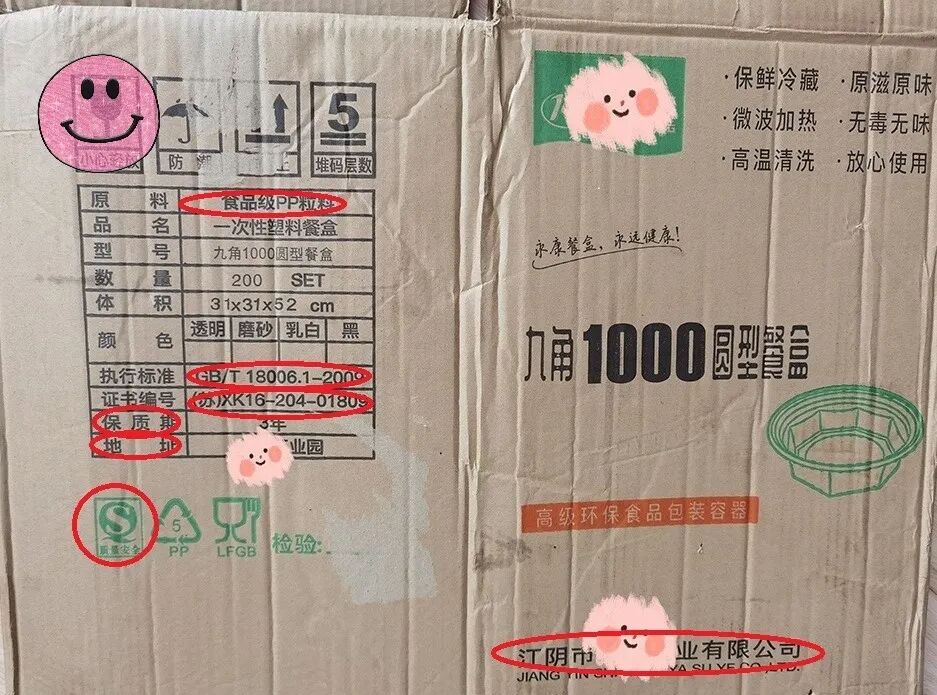 小心轻放
防 潮
向 上
5
堆码层数
原 料 食品级PP粒料
品 名 一次性塑料餐盒
型 号 九角1000圆型餐盒
数 量 200 SET
体 积 31x31x52 cm
颜 色 透明 磨砂 乳白 黑
执行标准 GB/T 18006.1-2009
证书编号 (苏)XK16-204-01809
保 质 期 3年
地 址 业园
质量安全
5
PP
LFGB
检验:
·保鲜冷藏 ·原滋原味
·微波加热 ·无毒无味
·高温清洗 ·放心使用
永康餐盒，永远健康!
九角1000圆型餐盒
高级环保食品包装容器
江阴市 业有限公司
JIANG YIN YA SU YE CO.,LTD.